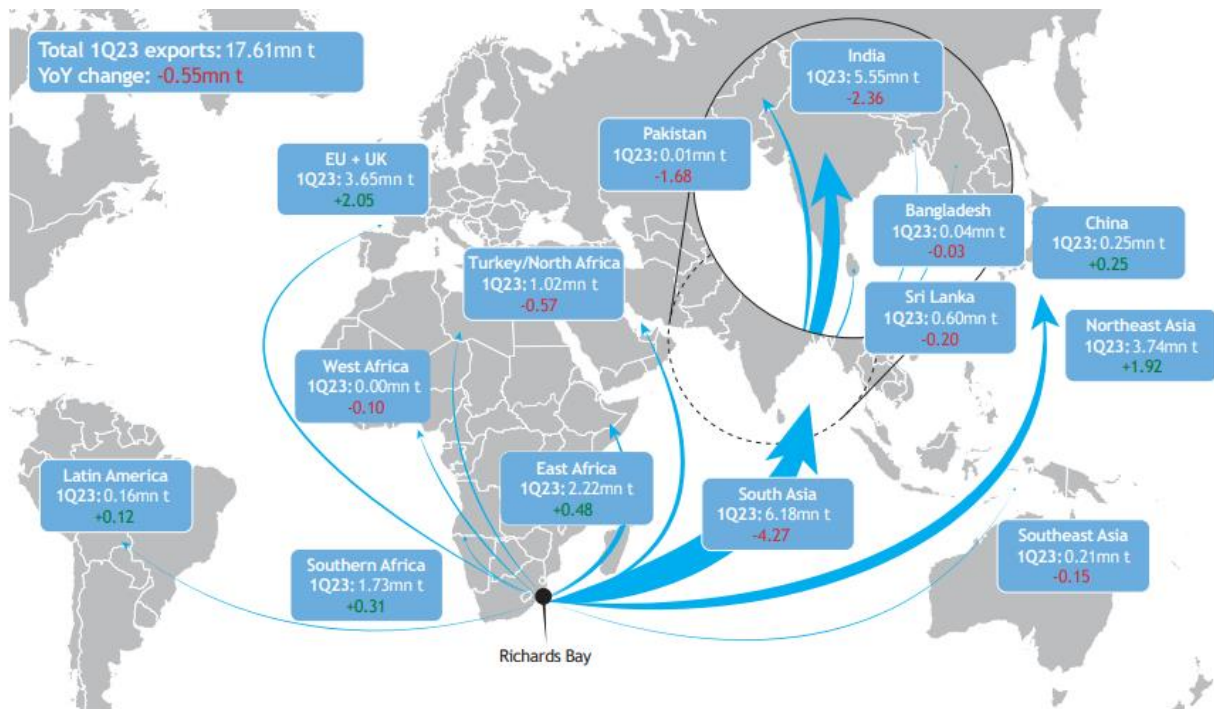 Total 1Q23 exports: 17.61mn t
YoY change: -0.55mn t
India
1Q23: 5.55mn t
-2.36
Pakistan
1Q23: 0.01mn t
-1.68
EU + UK
1Q23: 3.65mn t
+2.05
Bangladesh
1Q23: 0.04mn t
-0.03
China
1Q23: 0.25mn t
+0.25
Turkey/North Africa
1Q23: 1.02mn t
-0.57
Sri Lanka
1Q23: 0.60mn t
-0.20
Northeast Asia
1Q23: 3.74mn t
+1.92
West Africa
1Q23: 0.00mn t
-0.10
Latin America
1Q23: 0.16mn t
+0.12
East Africa
1Q23: 2.22mn t
+0.48
South Asia
1Q23: 6.18mn t
-4.27
Southeast Asia
1Q23: 0.21mn t
-0.15
Southern Africa
1Q23: 1.73mn t
+0.31
Richards Bay